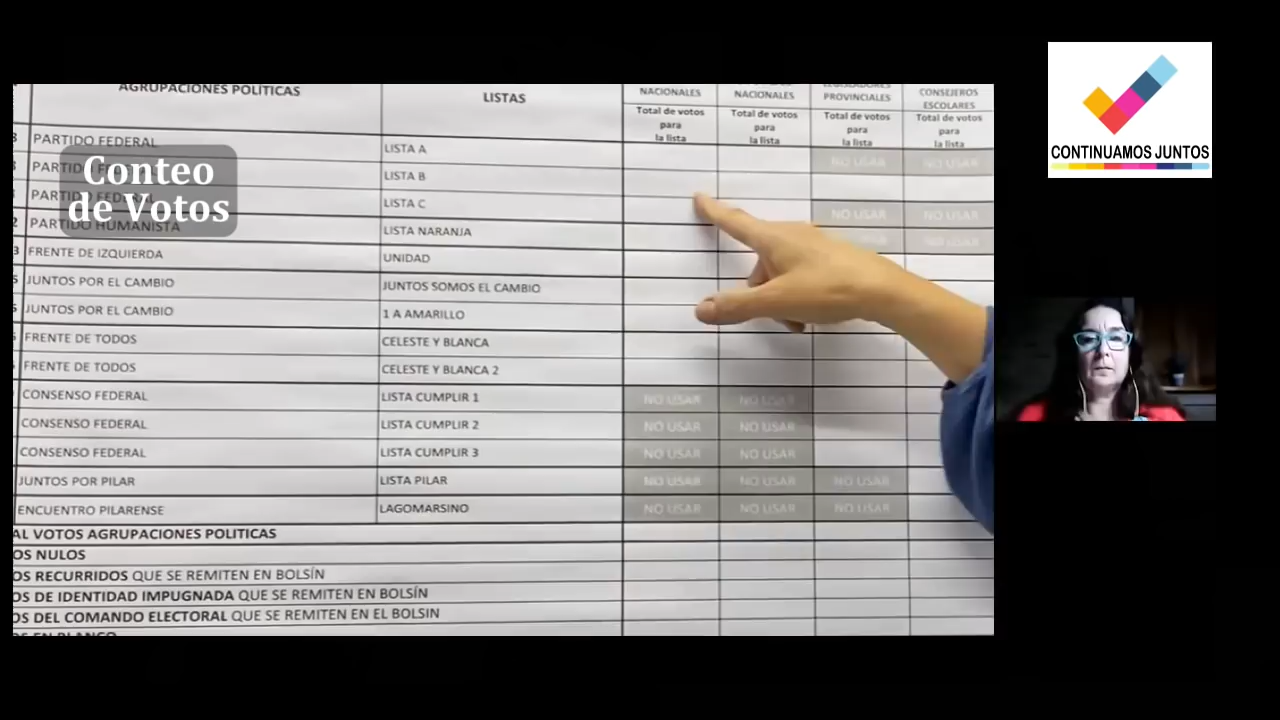 AGRUPACIONES POLÍTICAS
LISTAS
NACIONALES
Total de votos
para
la lista
NACIONALES
Total de votos
para
la lista
PROVINCIALES
Total de votos
para
la lista
CONSEJEROS
ESCOLARES
Total de votos
para
la lista
PARTIDO FEDERAL LISTA A NO USAR NO USAR
LISTA B
LISTA C NO USAR NO USAR
PARTIDO HUMANISTA LISTA NARANJA NO USAR
FRENTE DE IZQUIERDA UNIDAD
JUNTOS POR EL CAMBIO JUNTOS SOMOS EL CAMBIO
JUNTOS POR EL CAMBIO 1 A AMARILLO
FRENTE DE TODOS CELESTE Y BLANCA
FRENTE DE TODOS CELESTE Y BLANCA 2
CONSENSO FEDERAL LISTA CUMPLIR 1 NO USAR NO USAR
CONSENSO FEDERAL LISTA CUMPLIR 2 NO USAR NO USAR
CONSENSO FEDERAL LISTA CUMPLIR 3 NO USAR NO USAR
JUNTOS POR PILAR LISTA PILAR NO USAR NO USAR NO USAR
ENCUENTRO PILARENSE LAGOMARSINO NO USAR NO USAR NO USAR
AL VOTOS AGRUPACIONES POLITICAS
OS NULOS
OS RECURRIDOS QUE SE REMITEN EN BOLSÍN
OS DE IDENTIDAD IMPUGNADA QUE SE REMITEN EN BOLSÍN
OS DEL COMANDO ELECTORAL QUE SE REMITEN EN EL BOLSIN
Conteo
de Votos
CONTINUAMOS JUNTOS